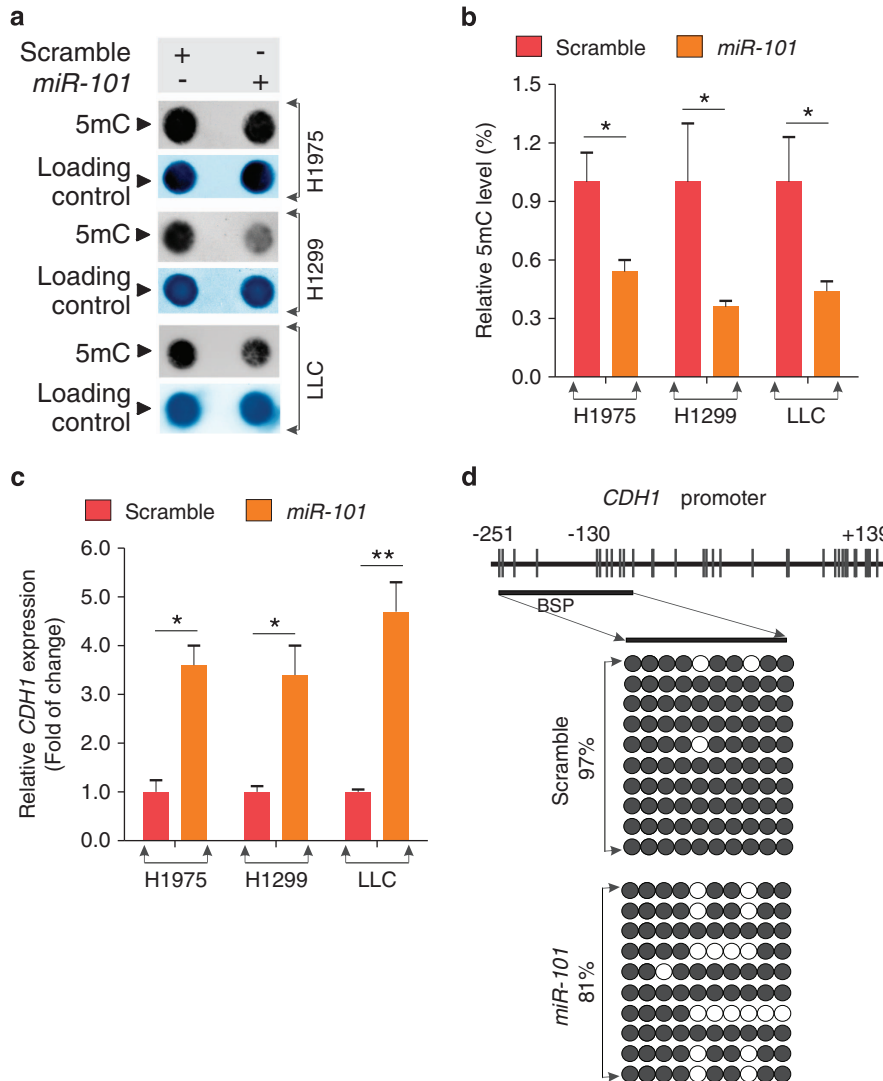 a
Scramble + -
miR-101 - +
5mC
Loading control
H1975
5mC
Loading control
H1299
5mC
Loading control
LLC
b
Scramble miR-101
Relative 5mC level (%)
1.5
1.2
0.9
0.6
0.3
0.0
* * *
H1975 H1299 LLC
c
Scramble miR-101
Relative CDH1 expression
(Fold of change)
6.0
5.0
4.0
3.0
2.0
1.0
0.0
* * **
H1975 H1299 LLC
d
CDH1 promoter
-251 -130 +139
BSP
Scramble
97%
miR-101
81%